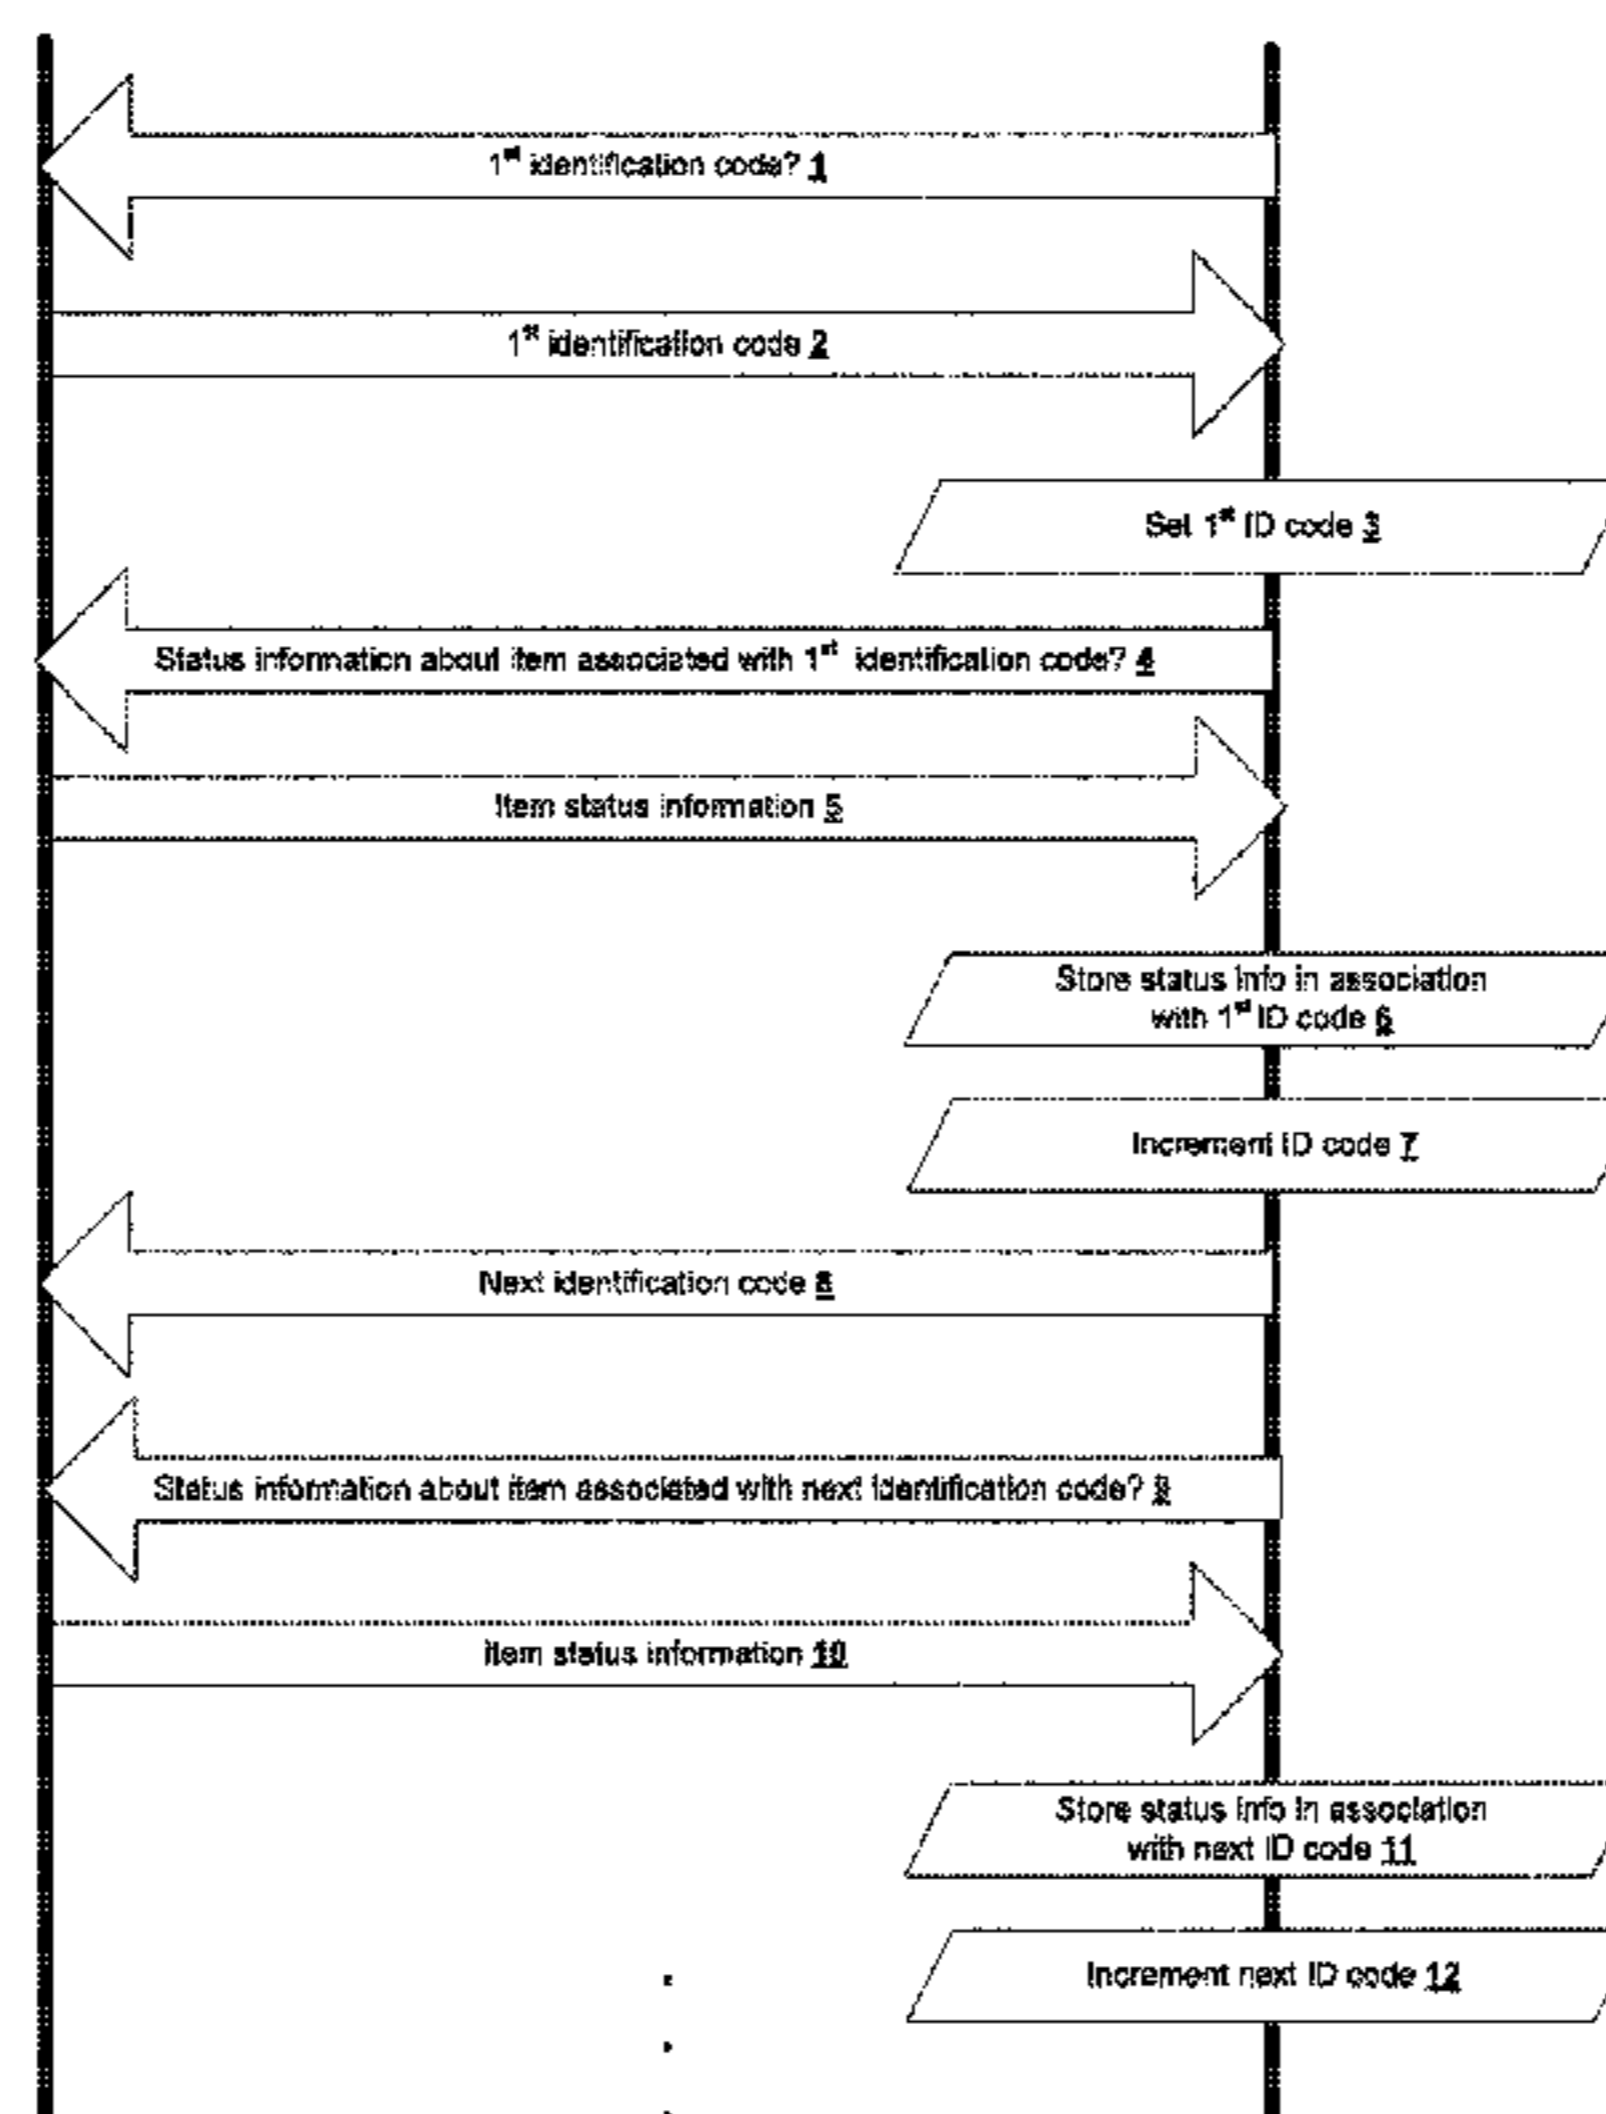 1st identification code? 1
1st identification code 2
Set 1st ID code 3
Status information about item associated with 1st identification code? 4
Item status information 5
Store status info in association
with 1st ID code 6
Increment ID code 7
Next identification code 8
Status information about item associated with next identification code? 9
Item status information 10
Store status info in association
with next ID code 11
Increment next ID code 12